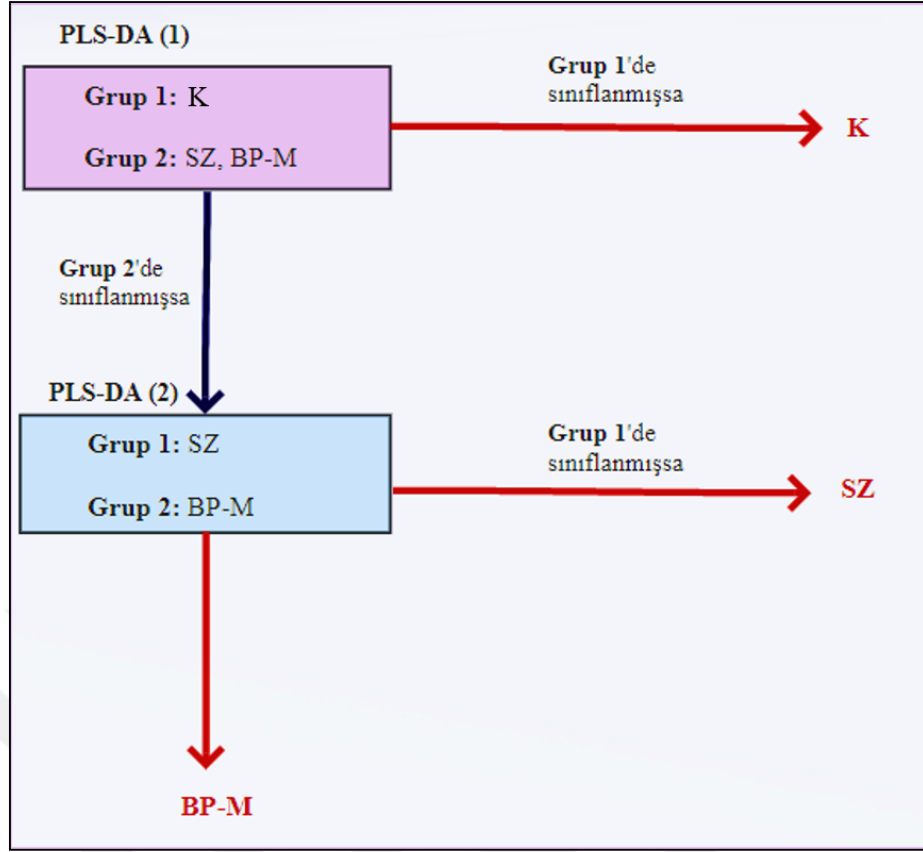 PLS-DA (1)
Grup 1: K
Grup 2: SZ, BP-M
Grup 1'de
sınıflanmışsa
K
Grup 2'de
sınıflanmışsa
PLS-DA (2)
Grup 1: SZ
Grup 2: BP-M
Grup 1'de
sınıflanmışsa
SZ
BP-M